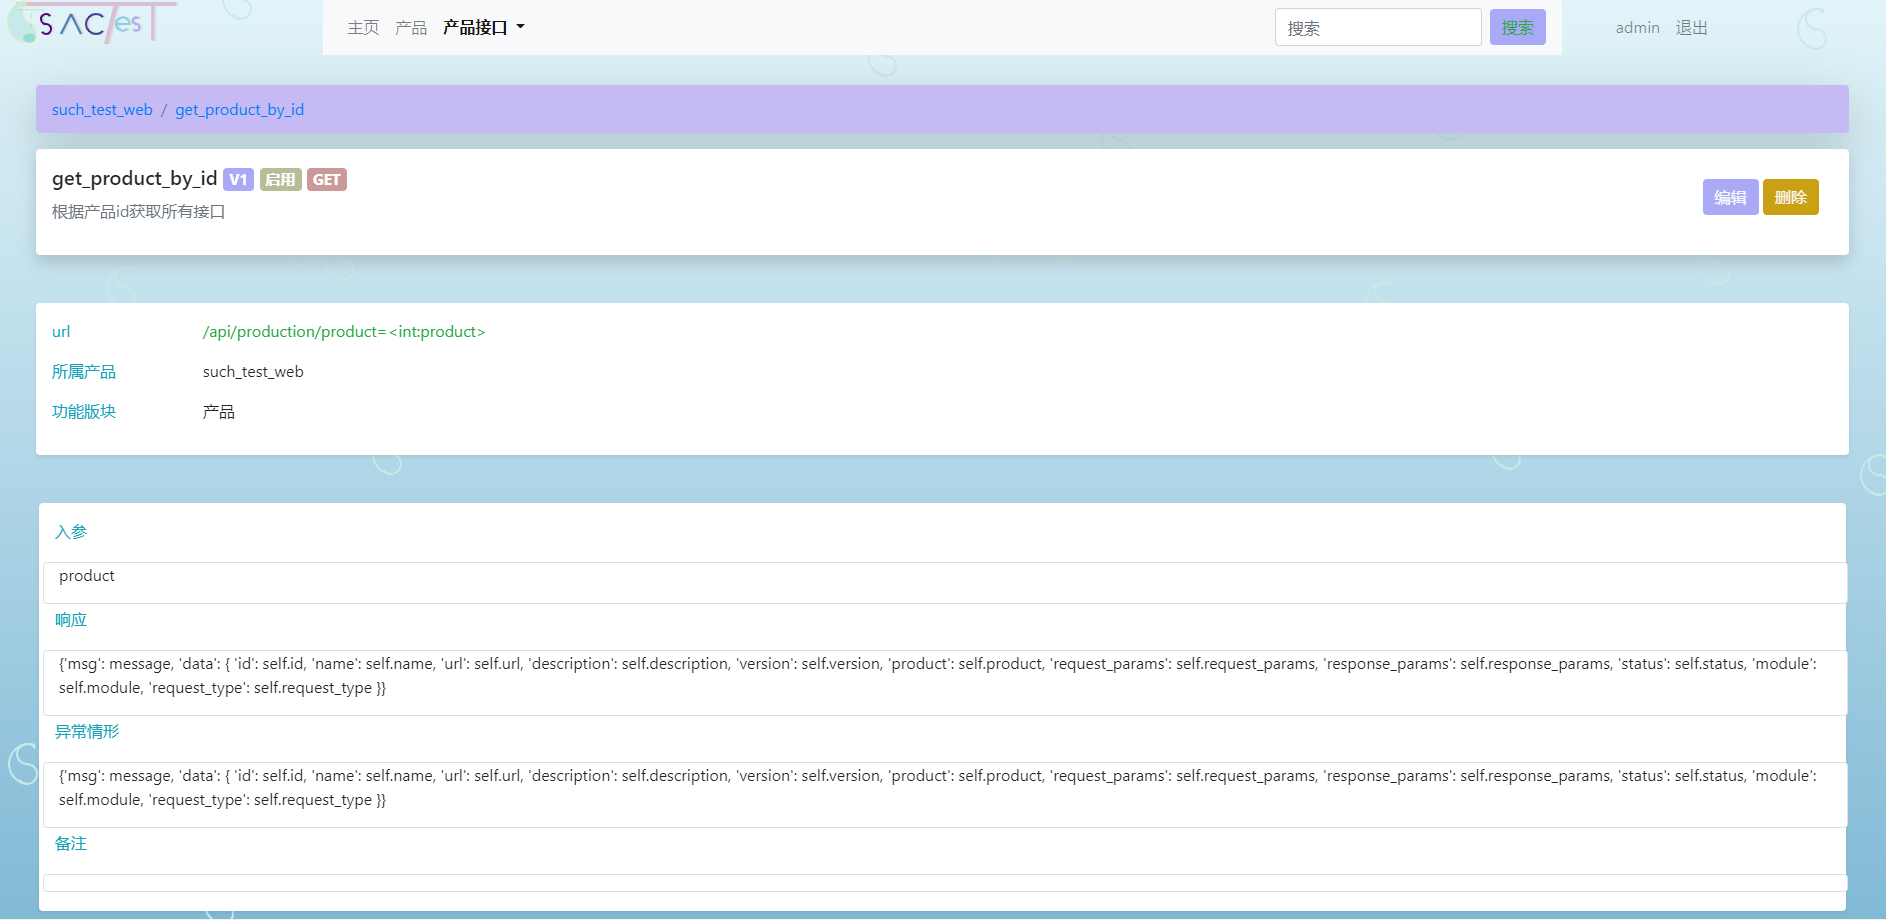 SACTesT
主页 产品 产品接口 搜索 搜索 admin 退出
such_test_web / get_product_by_id
get_product_by_id V1 启用 GET
根据产品id获取所有接口
编辑 删除
url /api/production/product=<int:product>
所属产品 such_test_web
功能版块 产品
入参
product
响应
{'msg': message, 'data': { 'id': self.id, 'name': self.name, 'url': self.url, 'description': self.description, 'version': self.version, 'product': self.product, 'request_params': self.request_params, 'response_params': self.response_params, 'status': self.status, 'module':
self.module, 'request_type': self.request_type }}
异常情形
{'msg': message, 'data': { 'id': self.id, 'name': self.name, 'url': self.url, 'description': self.description, 'version': self.version, 'product': self.product, 'request_params': self.request_params, 'response_params': self.response_params, 'status': self.status, 'module':
self.module, 'request_type': self.request_type }}
备注